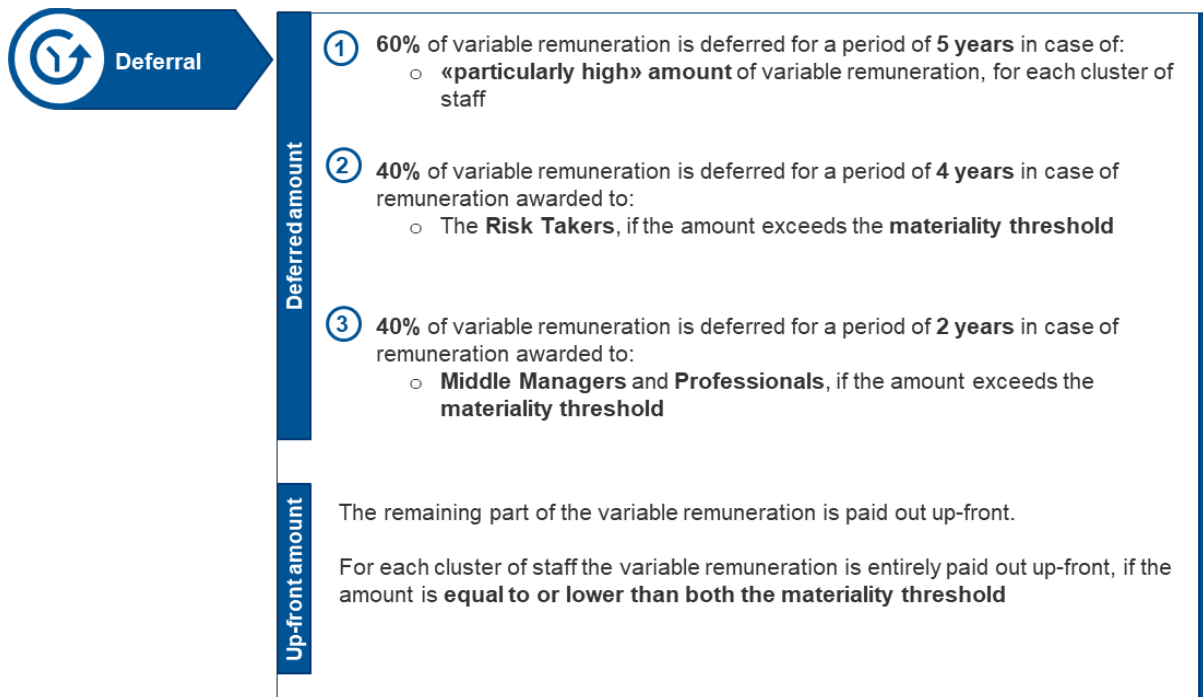 Deferral
Deferred amount
1 60% of variable remuneration is deferred for a period of 5 years in case of:
o «particularly high» amount of variable remuneration, for each cluster of
staff
2 40% of variable remuneration is deferred for a period of 4 years in case of
remuneration awarded to:
o The Risk Takers, if the amount exceeds the materiality threshold
3 40% of variable remuneration is deferred for a period of 2 years in case of
remuneration awarded to:
o Middle Managers and Professionals, if the amount exceeds the
materiality threshold
Up-front amount
The remaining part of the variable remuneration is paid out up-front.
For each cluster of staff the variable remuneration is entirely paid out up-front, if the
amount is equal to or lower than both the materiality threshold